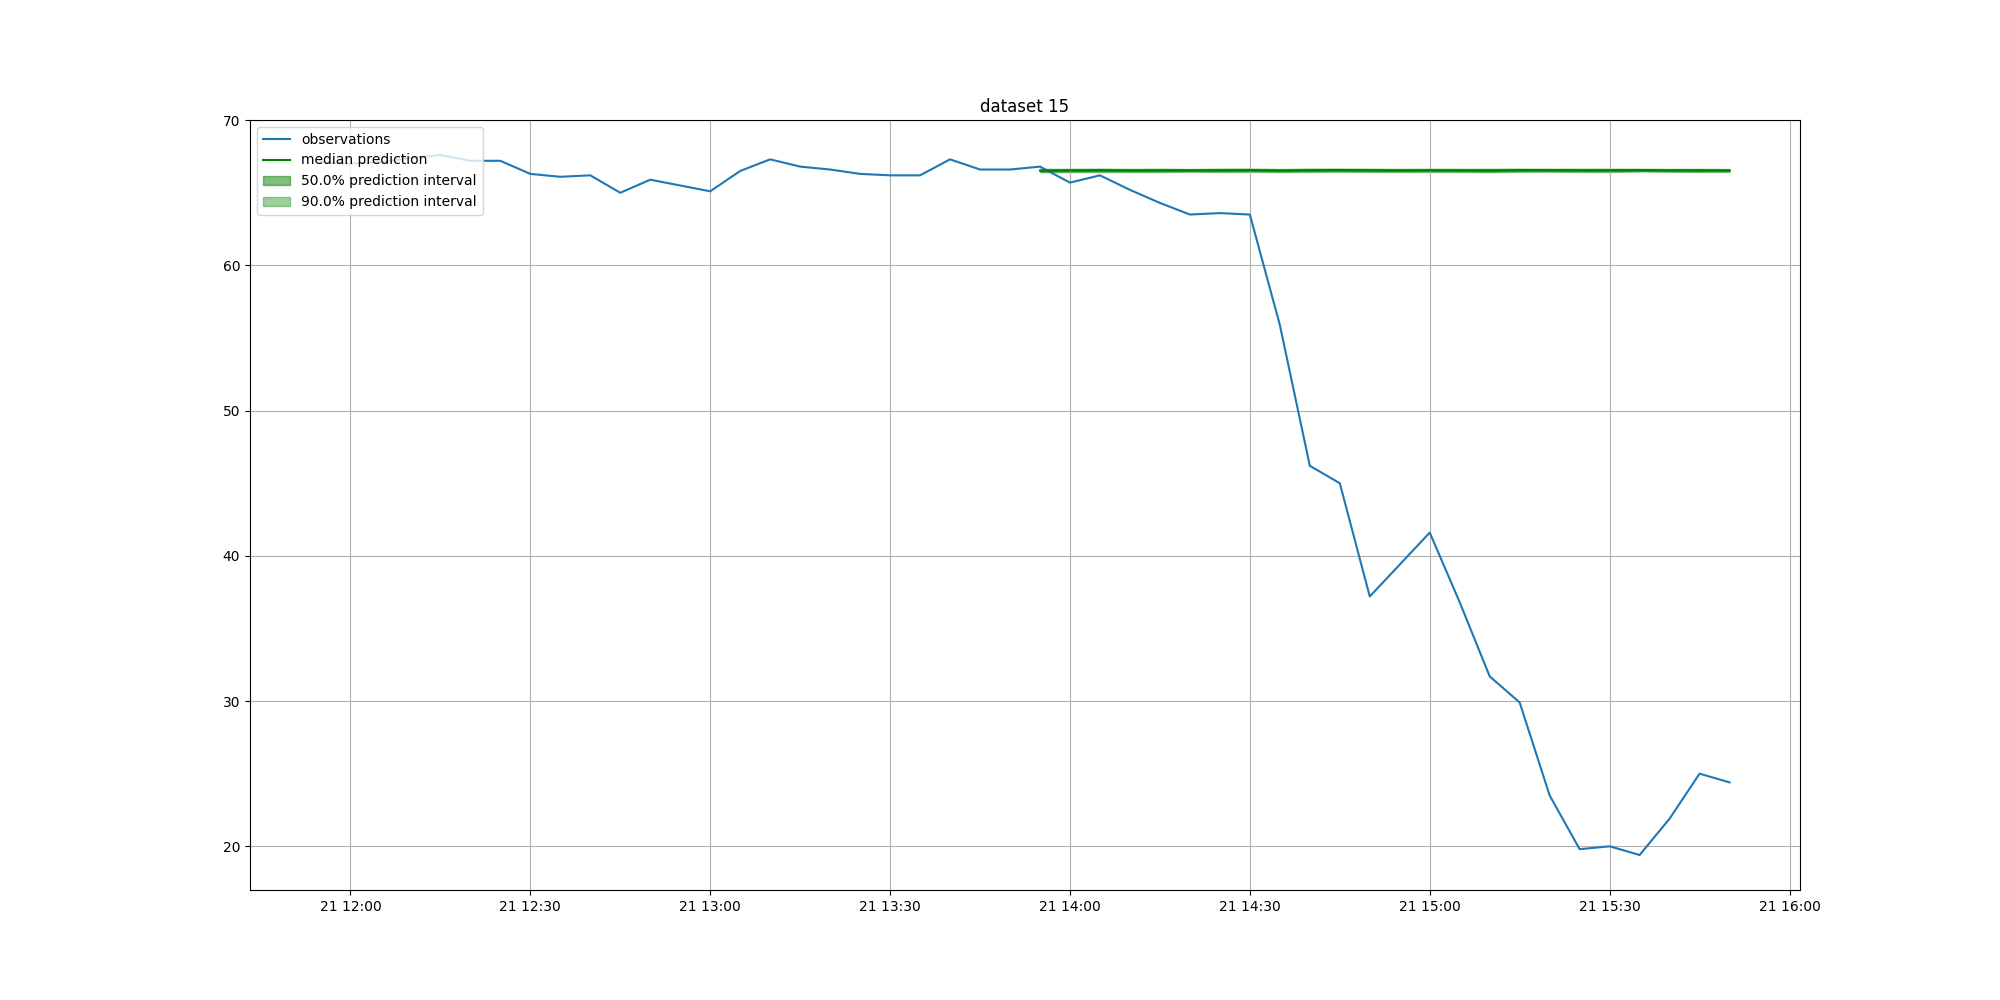 dataset 15
70
observations
median prediction
50.0% prediction interval
90.0% prediction interval
60
50
40
30
20
21 12:00 21 12:30 21 13:00 21 13:30 21 14:00 21 14:30 21 15:00 21 15:30 21 16:00